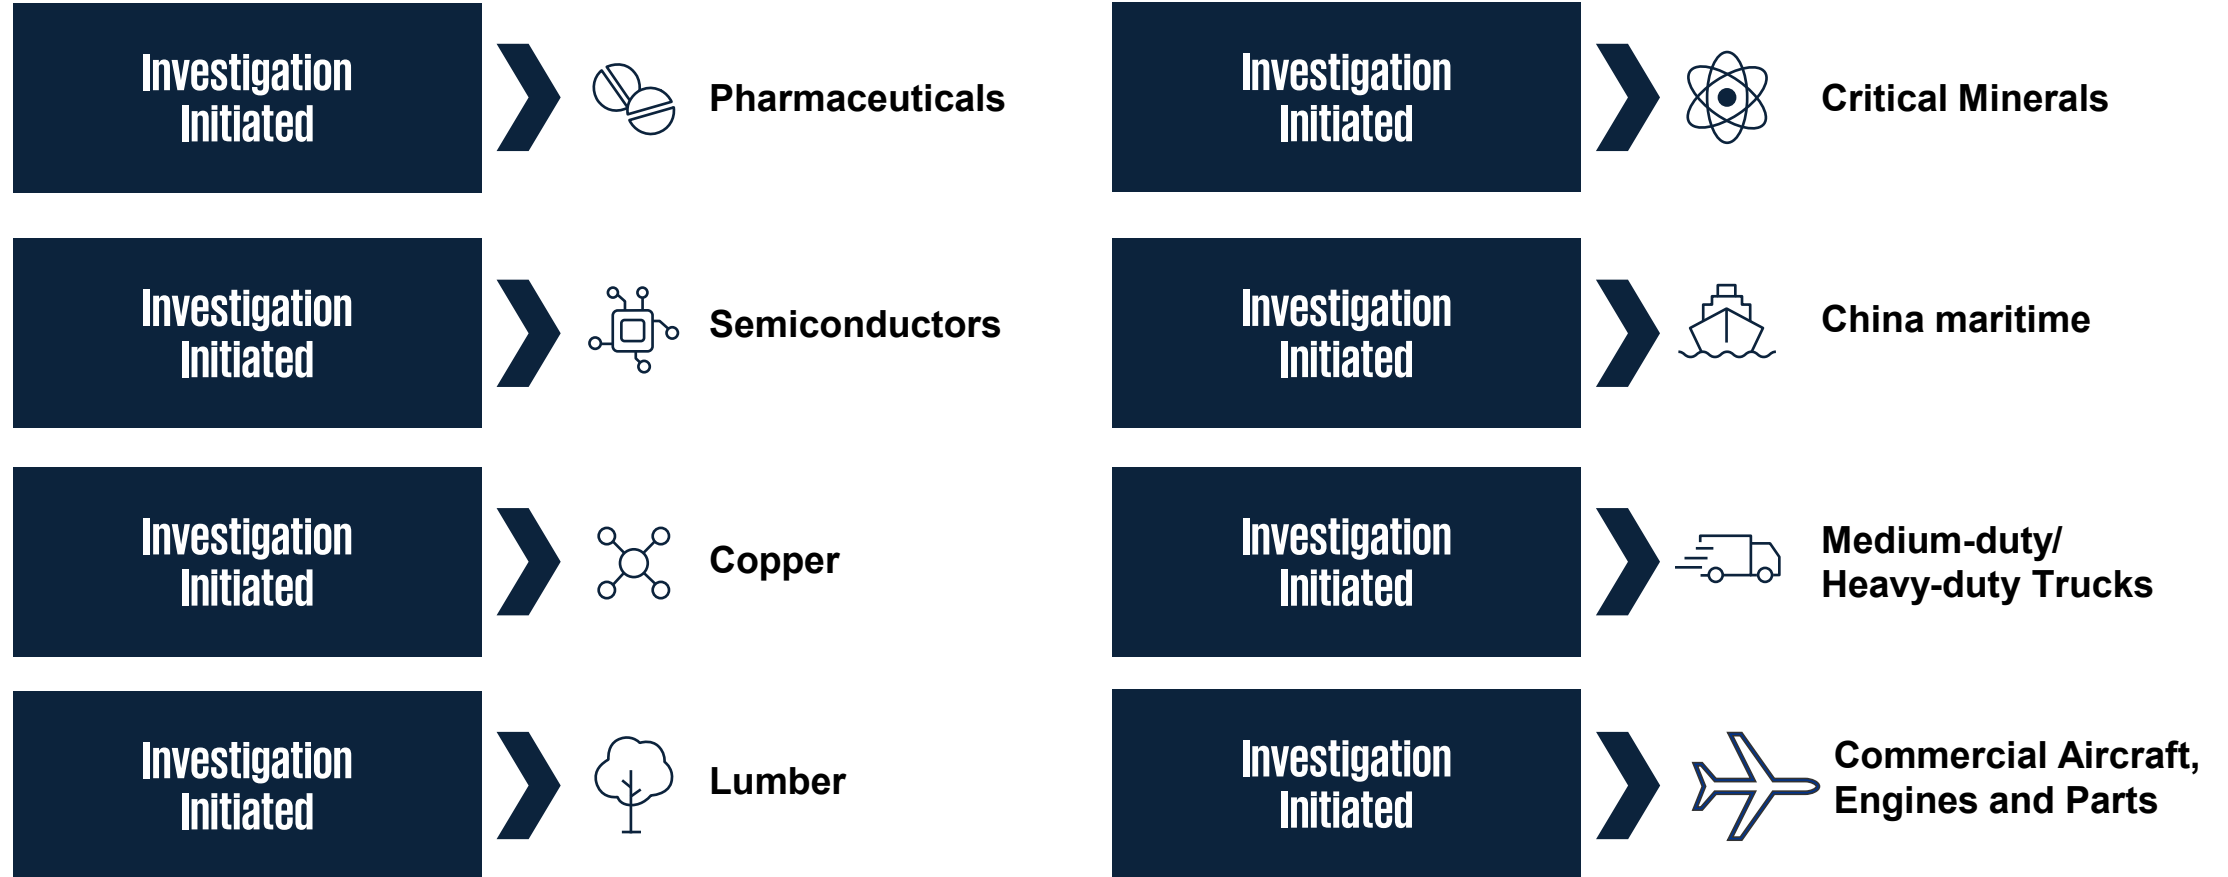 Investigation
Initiated
Pharmaceuticals
Investigation
Initiated
Semiconductors
Investigation
Initiated
Copper
Investigation
Initiated
Lumber
Investigation
Initiated
Critical Minerals
Investigation
Initiated
China maritime
Investigation
Initiated
Medium-duty/
Heavy-duty Trucks
Investigation
Initiated
Commercial Aircraft,
Engines and Parts